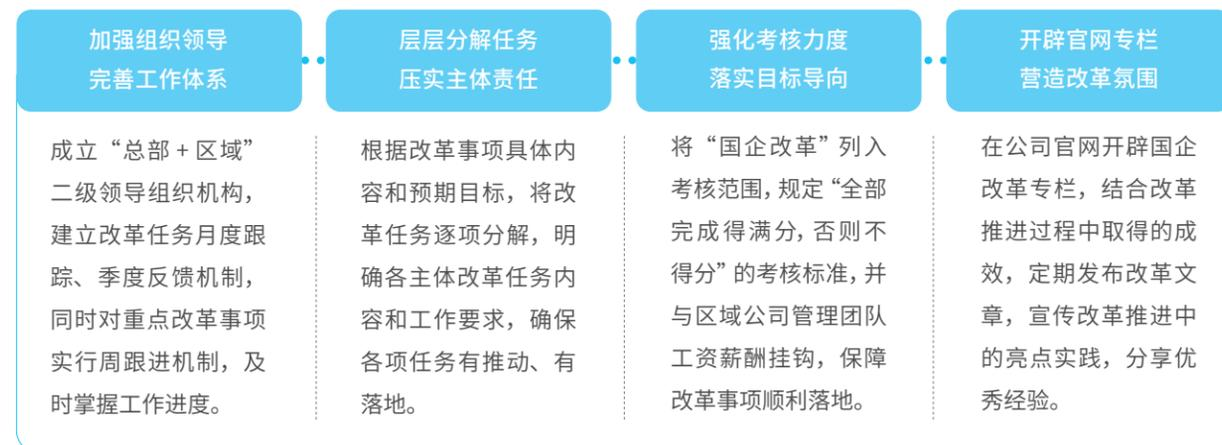 加强组织领导
完善工作体系
成立“总部 + 区域”
二级领导组织机构，
建立改革任务月度跟
踪、季度反馈机制，
同时对重点改革事项
实行周跟进机制，及
时掌握工作进度。
层层分解任务
压实主体责任
根据改革事项具体内
容和预期目标，将改
革任务逐项分解，明
确各主体改革任务内
容和工作要求，确保
各项任务有推动、有
落地。
强化考核力度
落实目标导向
将“国企改革”列入
考核范围，规定“全部
完成得满分，否则不
得分”的考核标准，并
与区域公司管理团队
工资薪酬挂钩，保障
改革事项顺利落地。
开辟官网专栏
营造改革氛围
在公司官网开辟国企
改革专栏，结合改革
推进过程中取得的成
效，定期发布改革文
章，宣传改革推进中
的亮点实践，分享优
秀经验。